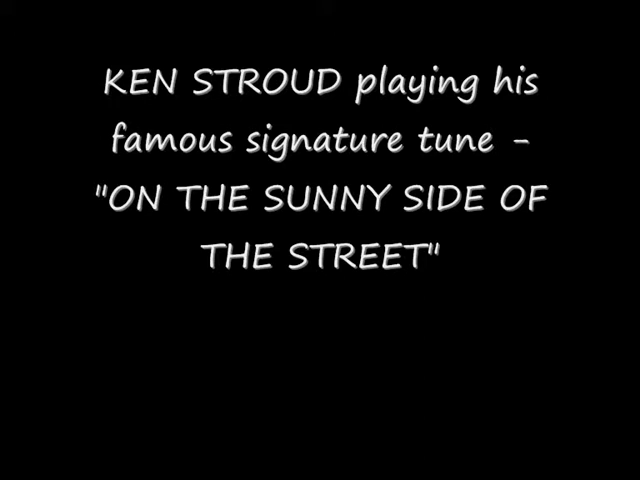 KEN STROUD playing his
famous signature tune -
"ON THE SUNNY SIDE OF
THE STREET"